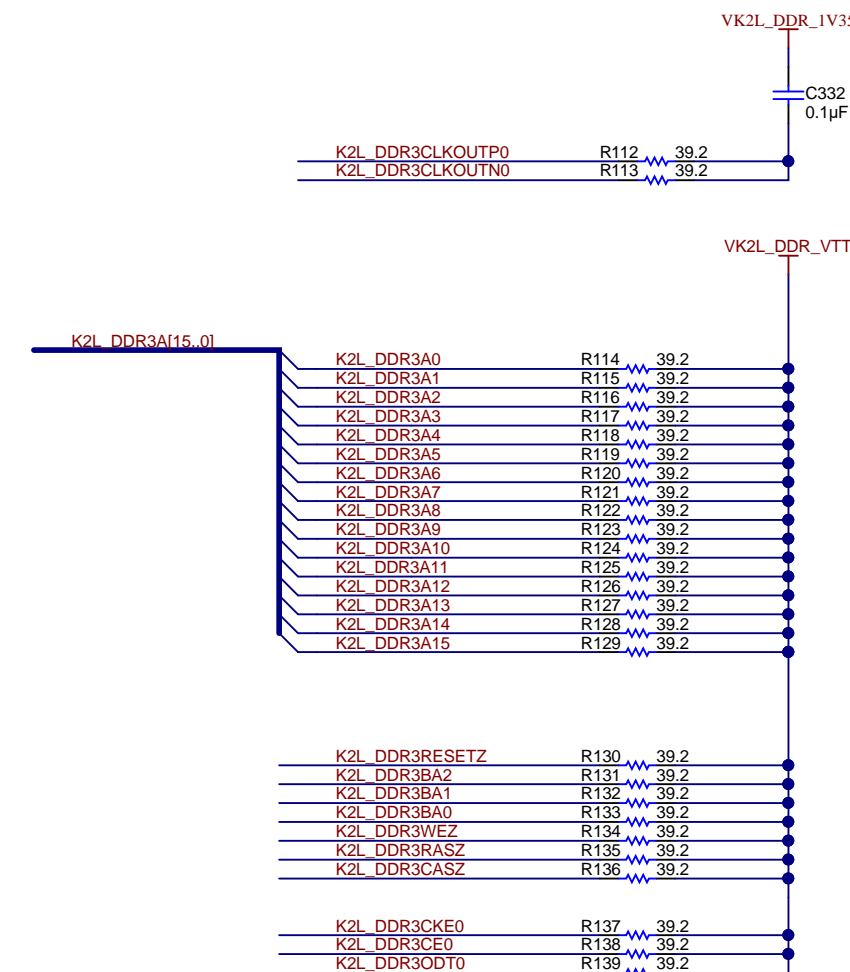 VK2L_DDR_1V35
C332
0.1µF
K2L_DDR3CLKOUTP0 R112 39.2
K2L_DDR3CLKOUTN0 R113 39.2
VK2L_DDR_VTT
K2L_DDR3A[15..0]
K2L_DDR3A0 R114 39.2
K2L_DDR3A1 R115 39.2
K2L_DDR3A2 R116 39.2
K2L_DDR3A3 R117 39.2
K2L_DDR3A4 R118 39.2
K2L_DDR3A5 R119 39.2
K2L_DDR3A6 R120 39.2
K2L_DDR3A7 R121 39.2
K2L_DDR3A8 R122 39.2
K2L_DDR3A9 R123 39.2
K2L_DDR3A10 R124 39.2
K2L_DDR3A11 R125 39.2
K2L_DDR3A12 R126 39.2
K2L_DDR3A13 R127 39.2
K2L_DDR3A14 R128 39.2
K2L_DDR3A15 R129 39.2
K2L_DDR3RESETZ R130 39.2
K2L_DDR3BA2 R131 39.2
K2L_DDR3BA1 R132 39.2
K2L_DDR3BA0 R133 39.2
K2L_DDR3WEZ R134 39.2
K2L_DDR3RASZ R135 39.2
K2L_DDR3CASZ R136 39.2
K2L_DDR3CKE0 R137 39.2
K2L_DDR3CE0 R138 39.2
K2L_DDR3ODT0 R139 39.2